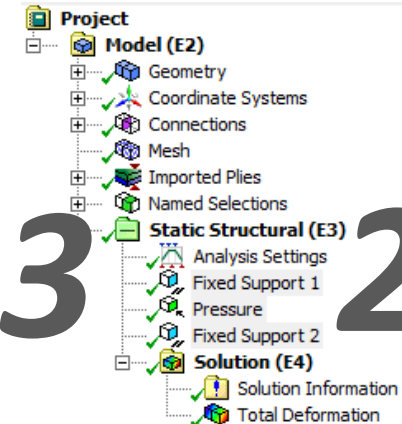 Project
Model (E2)
Geometry
Coordinate Systems
Connections
Mesh
Imported Plies
Named Selections
Static Structural (E3)
Analysis Settings
Fixed Support 1
Pressure
Fixed Support 2
Solution (E4)
Solution Information
Total Deformation
3
2